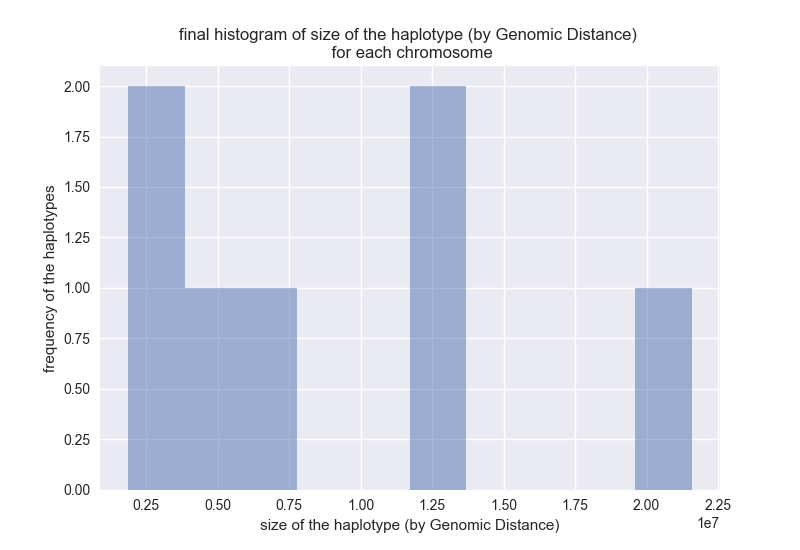 final histogram of size of the haplotype (by Genomic Distance)
for each chromosome
frequency of the haplotypes
2.00
1.75
1.50
1.25
1.00
0.75
0.50
0.25
0.00
0.25 0.50 0.75 1.00 1.25 1.50 1.75 2.00 2.25
1e7
size of the haplotype (by Genomic Distance)